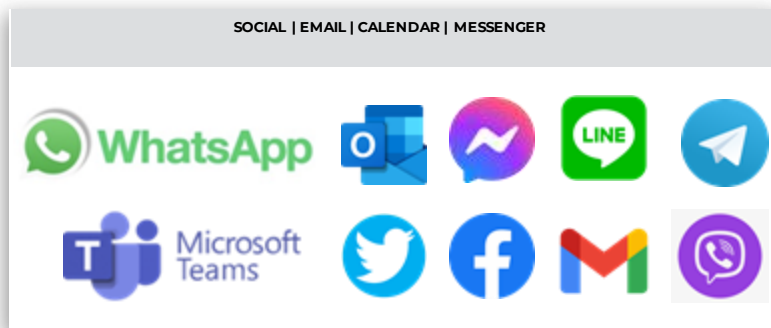 SOCIAL | EMAIL | CALENDAR | MESSENGER
WhatsApp
O
LINE
T
Microsoft
Teams
f